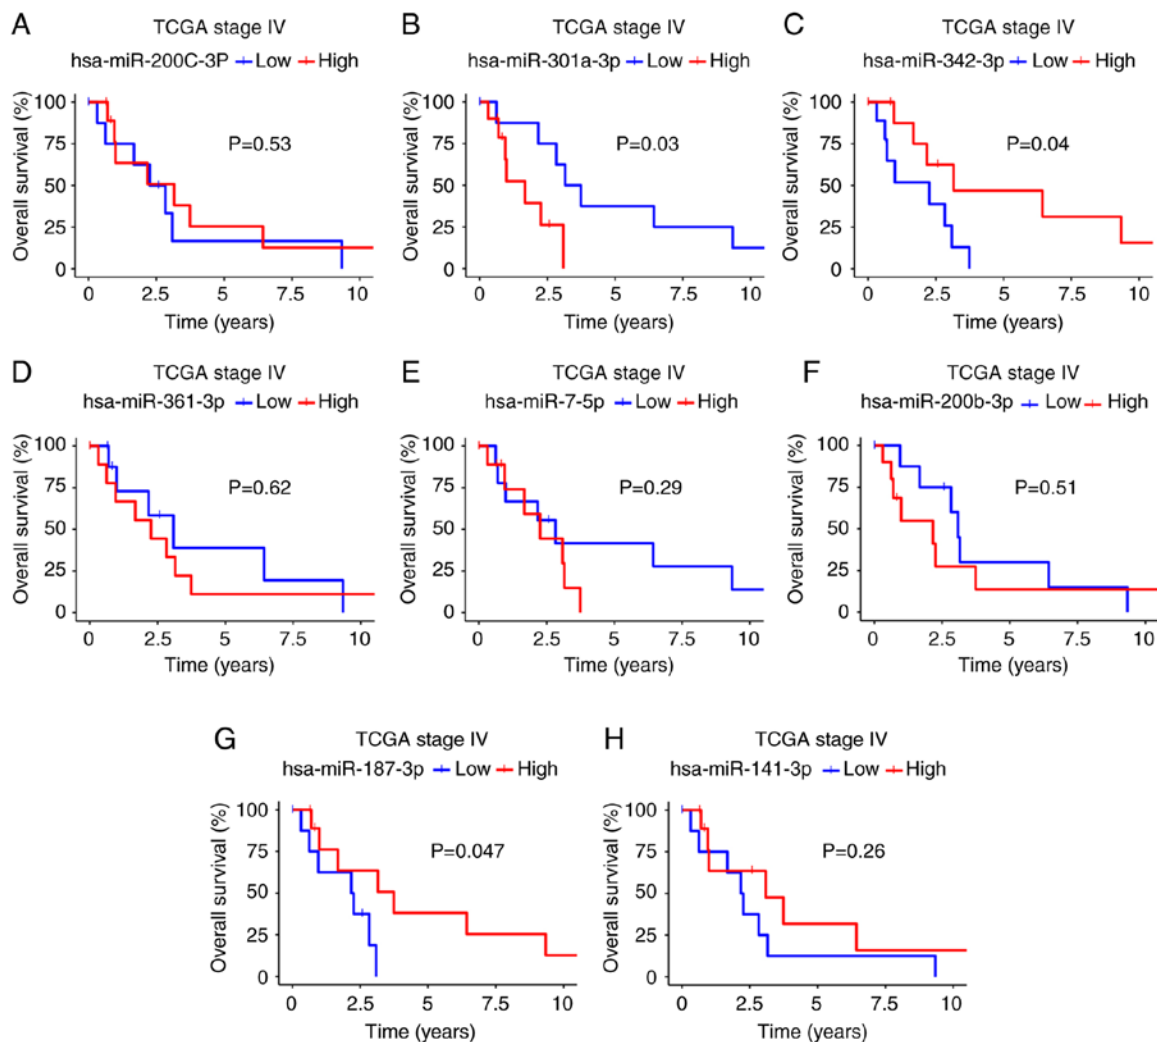 A
TCGA stage IV
hsa-miR-200C-3P Low High
Overall survival (%)
100
75
50
25
0
P=0.53
0 2.5 5 7.5 10
Time (years)
B
TCGA stage IV
hsa-miR-301a-3p Low High
Overall survival (%)
100
75
50
25
0
P=0.03
0 2.5 5 7.5 10
Time (years)
C
TCGA stage IV
hsa-miR-342-3p Low High
Overall survival (%)
100
75
50
25
0
P=0.04
0 2.5 5 7.5 10
Time (years)
D
TCGA stage IV
hsa-miR-361-3p Low High
Overall survival (%)
100
75
50
25
0
P=0.62
0 2.5 5 7.5 10
Time (years)
E
TCGA stage IV
hsa-miR-7-5p Low High
Overall survival (%)
100
75
50
25
0
P=0.29
0 2.5 5 7.5 10
Time (years)
F
TCGA stage IV
hsa-miR-200b-3p Low High
Overall survival (%)
100
75
50
25
0
P=0.51
0 2.5 5 7.5 10
Time (years)
G
TCGA stage IV
hsa-miR-187-3p Low High
Overall survival (%)
100
75
50
25
0
P=0.047
0 2.5 5 7.5 10
Time (years)
H
TCGA stage IV
hsa-miR-141-3p Low High
Overall survival (%)
100
75
50
25
0
P=0.26
0 2.5 5 7.5 10
Time (years)